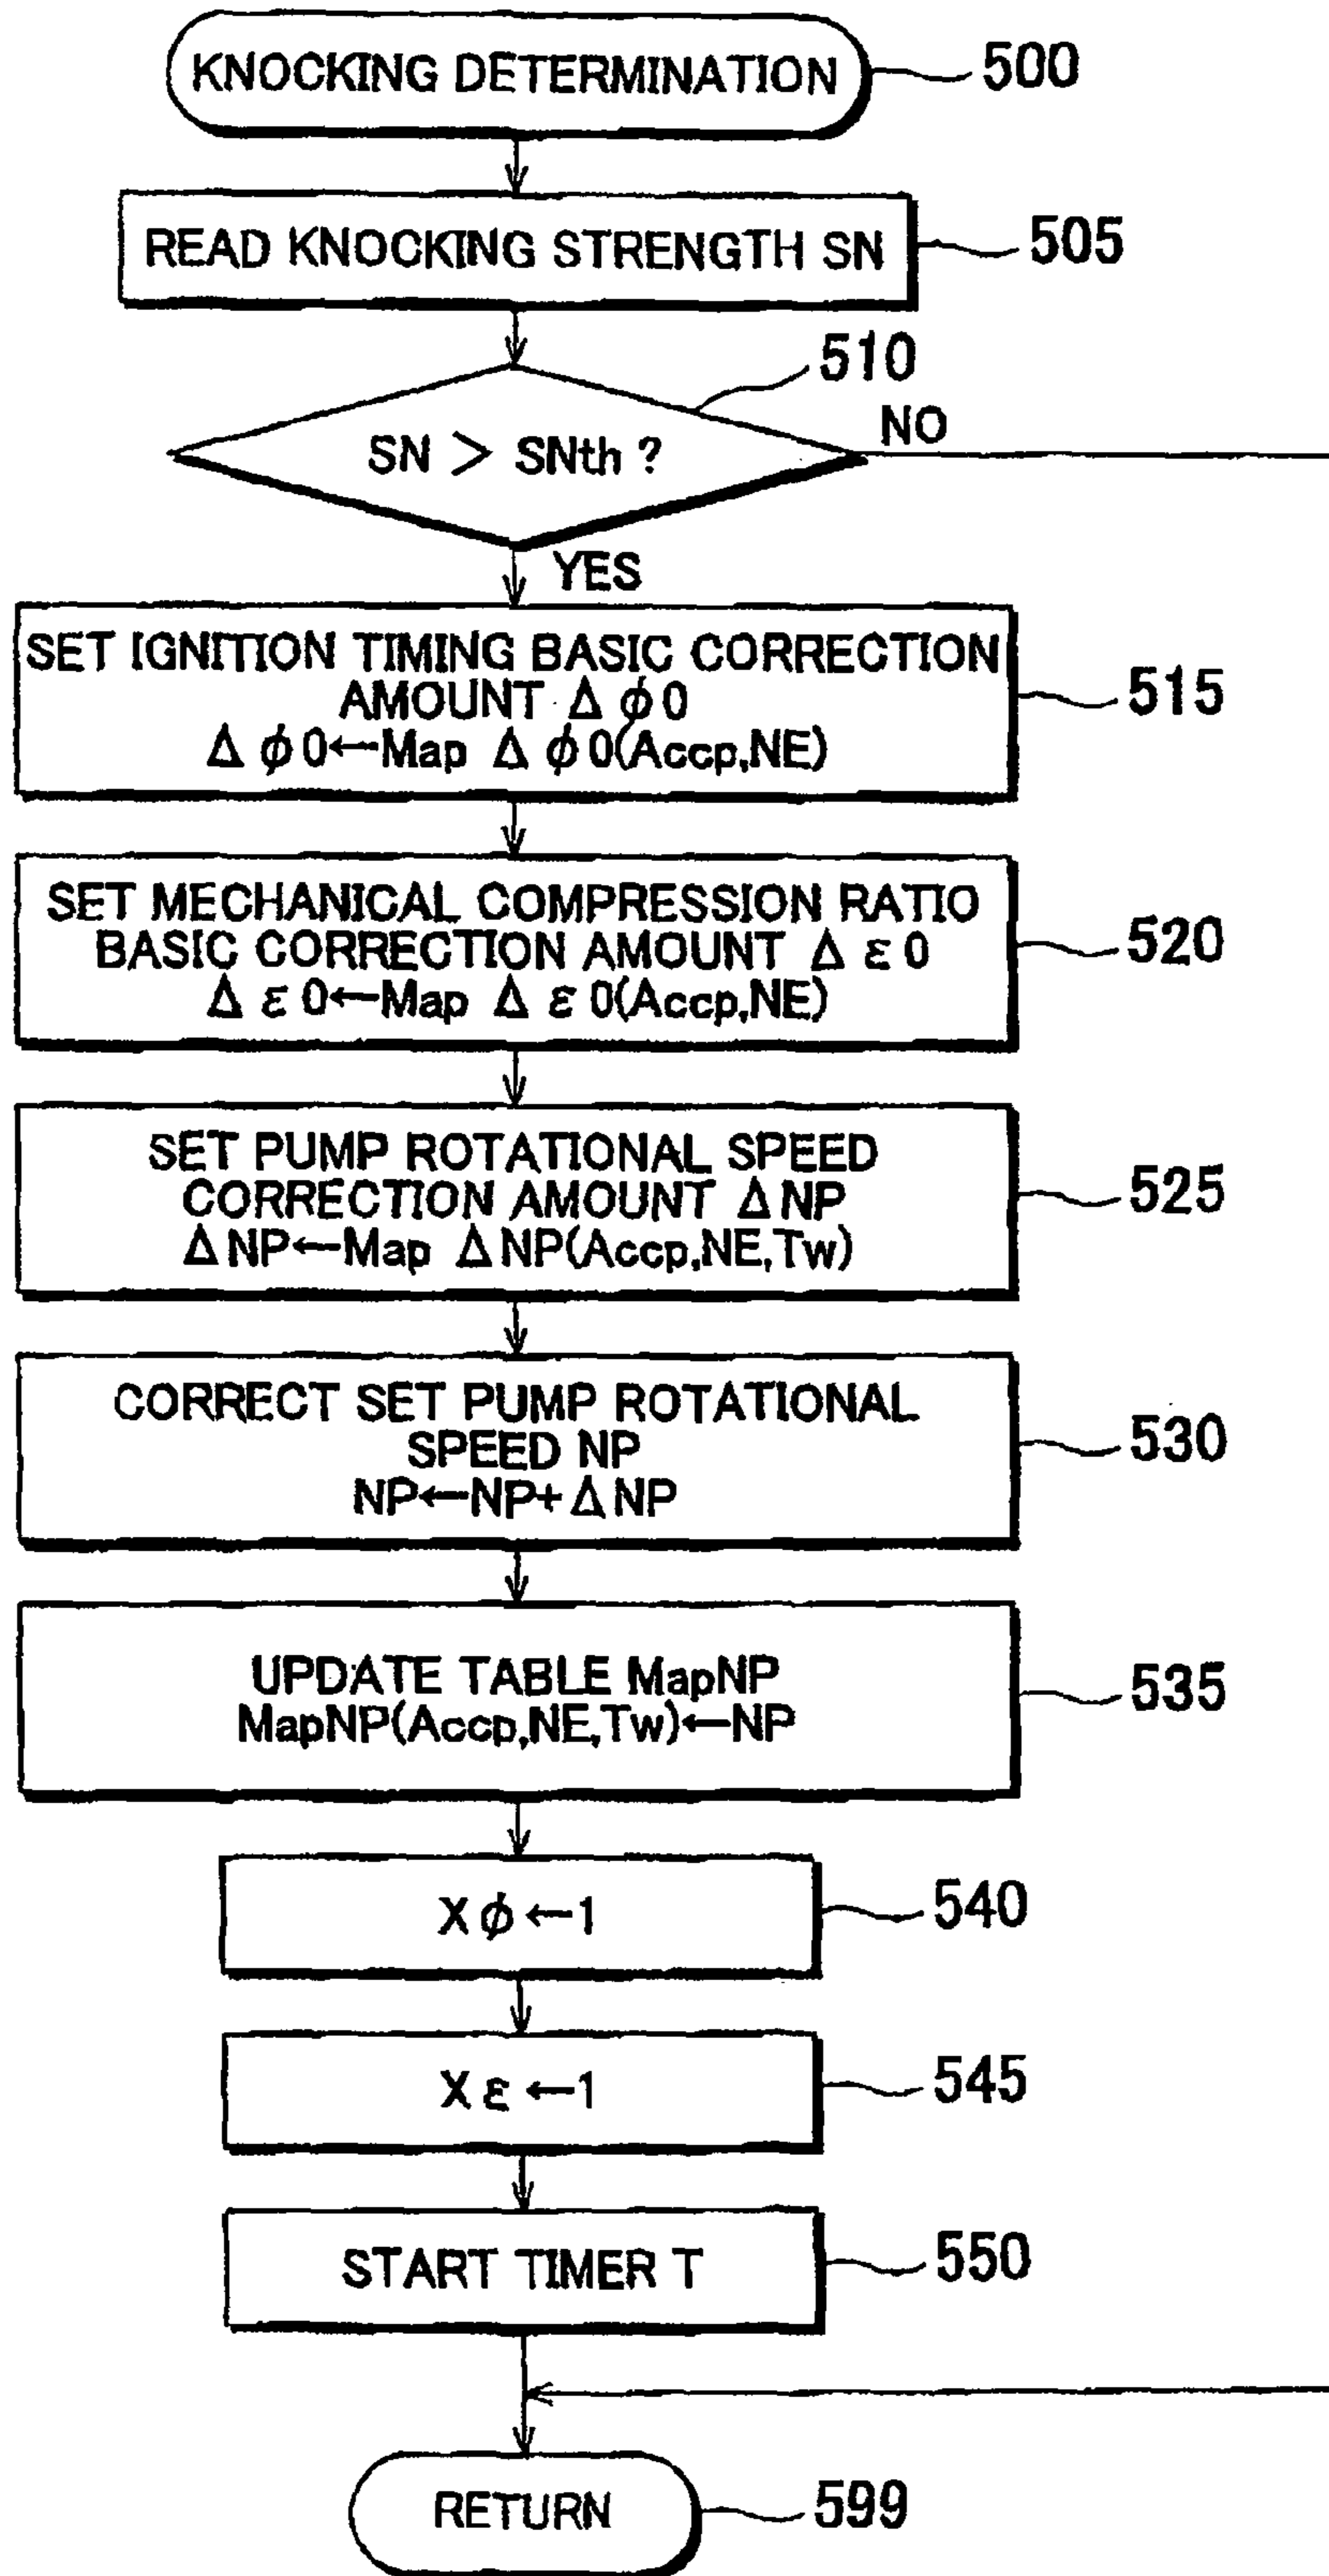 KNOCKING DETERMINATION
500
READ KNOCKING STRENGTH SN
505
510
SN > SNth ?
NO
YES
SET IGNITION TIMING BASIC CORRECTION
AMOUNT Δ φ 0
Δ φ 0←Map Δ φ 0(Accp,NE)
515
SET MECHANICAL COMPRESSION RATIO
BASIC CORRECTION AMOUNT Δ ε 0
Δ ε 0←Map Δ ε 0(Accp,NE)
520
SET PUMP ROTATIONAL SPEED
CORRECTION AMOUNT Δ NP
Δ NP←Map Δ NP(Accp,NE,Tw)
525
CORRECT SET PUMP ROTATIONAL
SPEED NP
NP←NP+ Δ NP
530
UPDATE TABLE MapNP
MapNP(Accp,NE,Tw)←NP
535
X φ ←1
540
X ε ←1
545
START TIMER T
550
RETURN
599